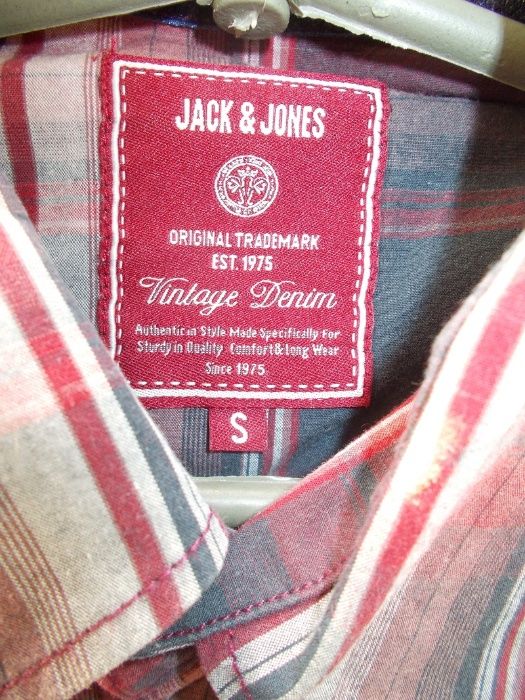 JACK & JONES
ORIGINAL TRADEMARK
EST. 1975
Vintage Denim
Authentic in Style Made Specifically For
Sturdy in Quality Comfort & Long Wear
Since 1975
S